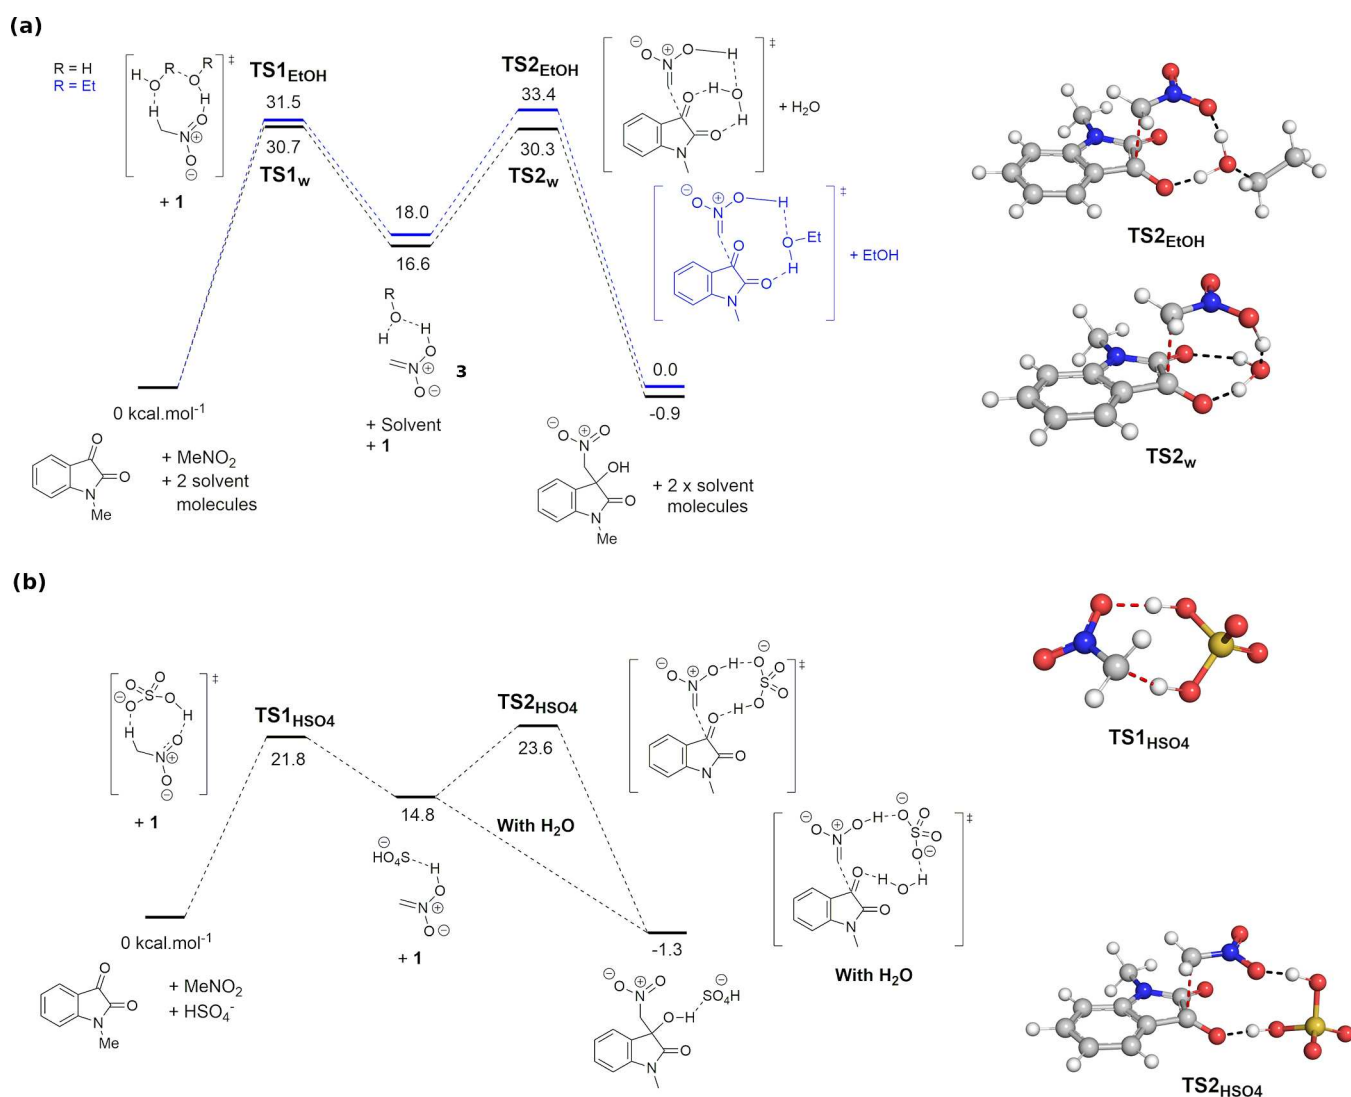 (a)
R = H
R = Et
R
R
H
O
O
H
H
N
⊕
O
O
⊖
‡
+ 1
TS1EtOH
31.5
30.7
TS1w
18.0
16.6
R
O
H
H
O
N
⊕
O
⊖
3
+ Solvent
+ 1
TS2EtOH
33.4
30.3
TS2w
⊖
O
⊕
N
O
H
O
H
O
H
O
N
‡
+ H2O
⊖
O
⊕
N
O
H
O
O
Et
H
O
N
‡
+ EtOH
0.0
-0.9
0 kcal.mol-1
O
O
N
Me
+ MeNO2
+ 2 solvent
molecules
⊖
O
⊕
N
O
OH
O
N
Me
+ 2 x solvent
molecules
TS2EtOH
TS2w
(b)
O
O
⊖
S
O
O
H
H
O
N
⊕
O
⊖
‡
+ 1
TS1HSO4
21.8
14.8
⊖
HO4S
H
O
N
⊕
O
⊖
+ 1
TS2HSO4
23.6
With H2O
⊖
O
⊕
N
O
H
⊖
O
S
O
O
O
H
O
O
N
‡
-1.3
⊖
O
⊕
N
O
H
⊖
O
S
O
O
O
⊖
O
H
O
H
O
N
‡
With H2O
0 kcal.mol-1
O
O
N
Me
+ MeNO2
+ HSO4-
⊖
O
⊕
N
O
⊖
SO4H
O
H
O
N
TS1HSO4
TS2HSO4